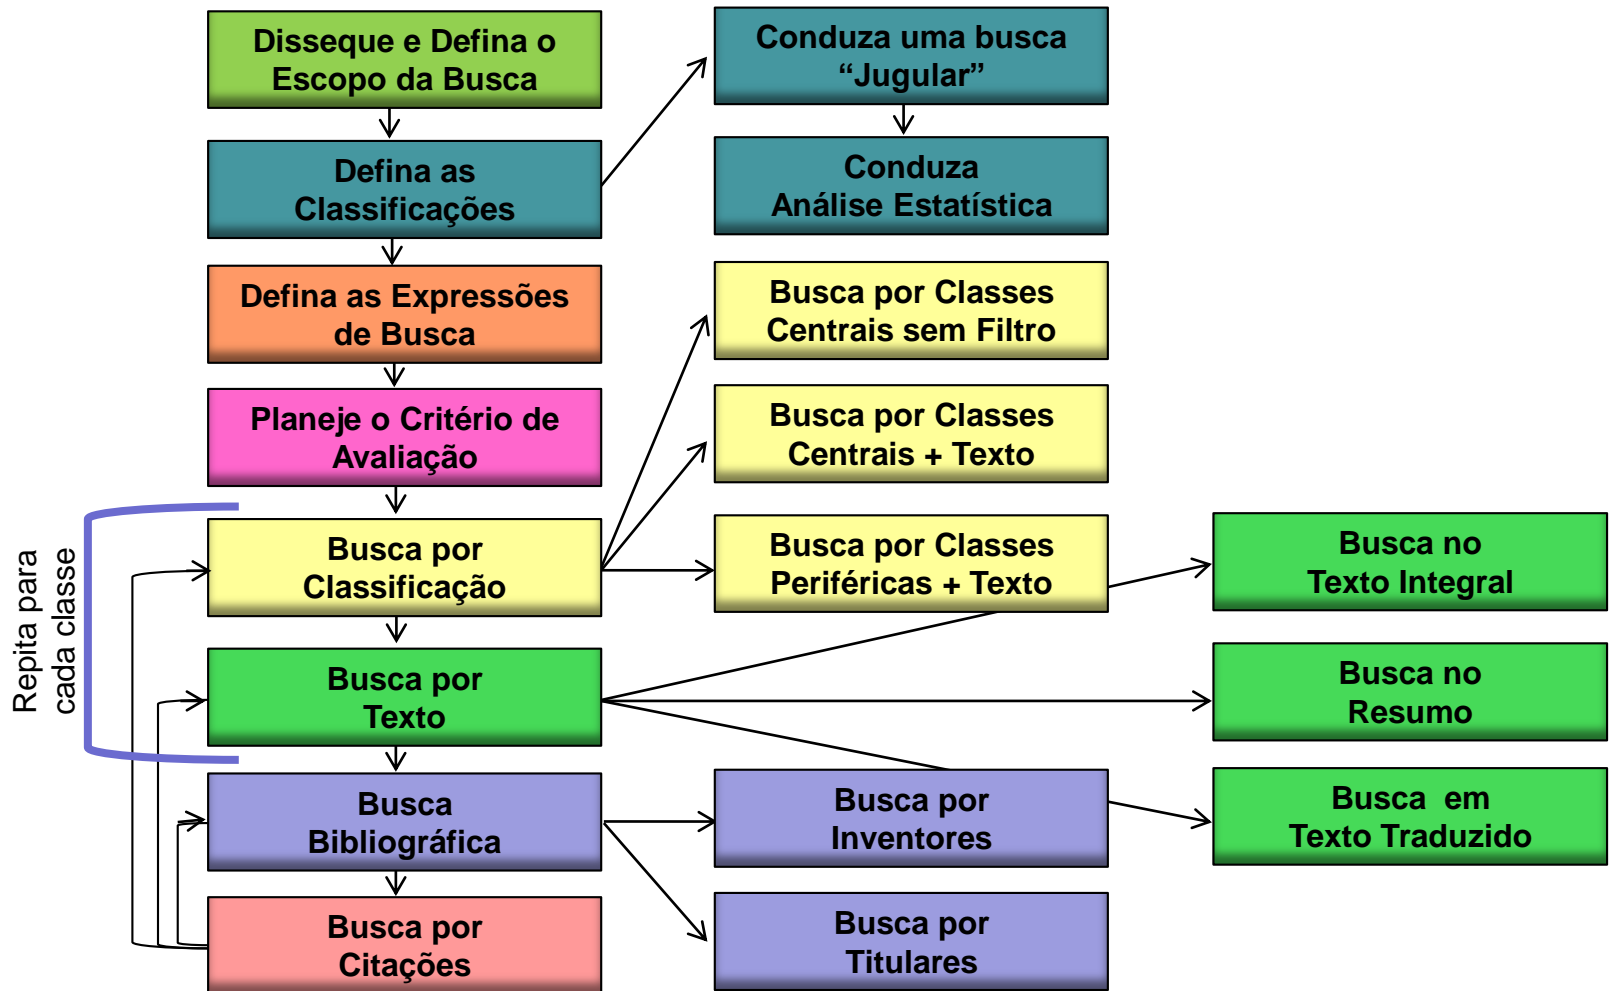 Disseque e Defina o
Escopo da Busca
Conduza uma busca
“Jugular”
Defina as
Classificações
Conduza
Análise Estatística
Defina as Expressões
de Busca
Busca por Classes
Centrais sem Filtro
Planeje o Critério de
Avaliação
Busca por Classes
Centrais + Texto
Repita para
cada classe
Busca por
Classificação
Busca por Classes
Periféricas + Texto
Busca no
Texto Integral
Busca por
Texto
Busca no
Resumo
Busca
Bibliográfica
Busca por
Inventores
Busca  em
Texto Traduzido
Busca por
Citações
Busca por
Titulares